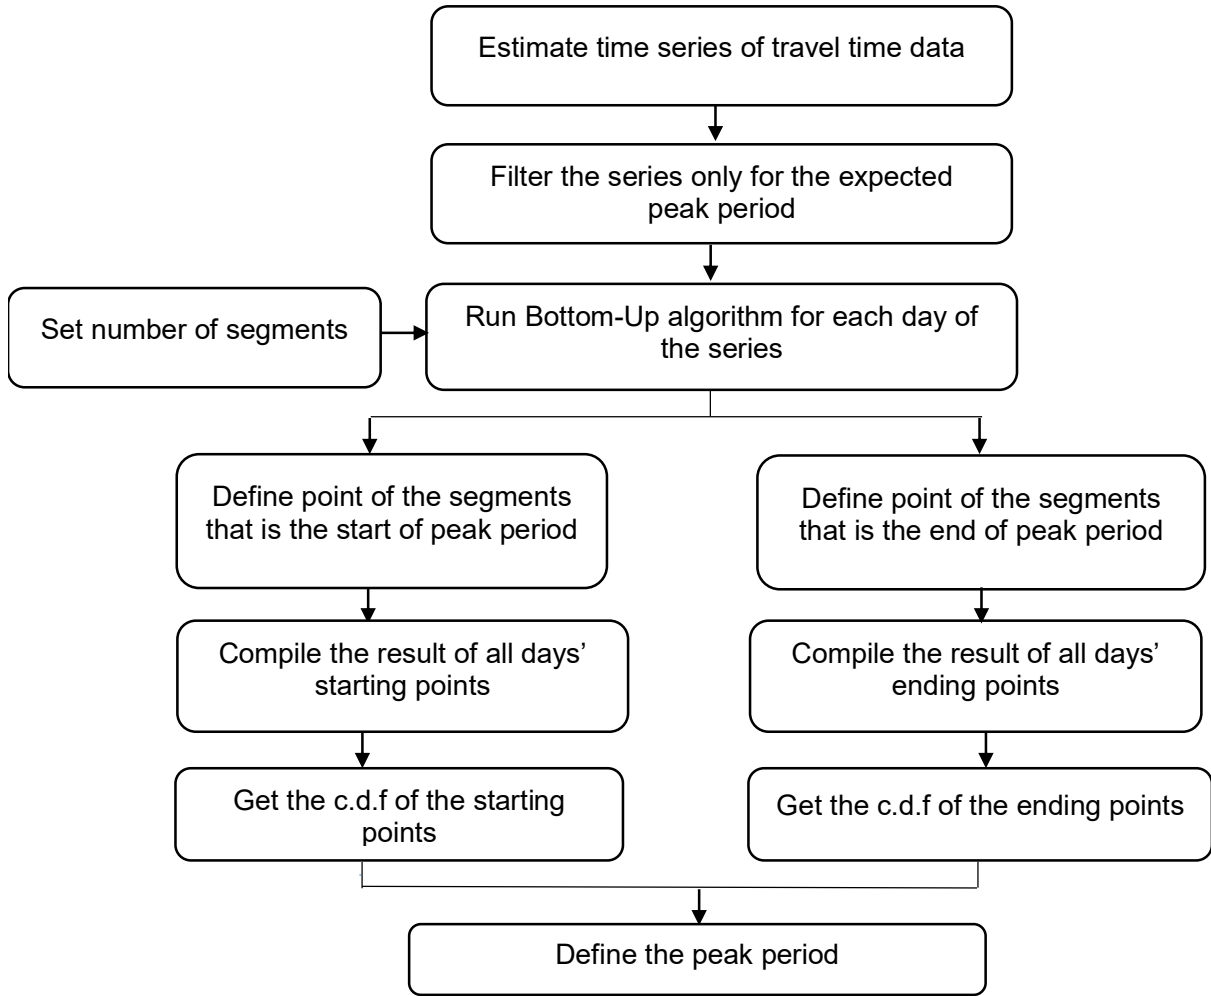 Estimate time series of travel time data
Filter the series only for the expected
peak period
Set number of segments
Run Bottom-Up algorithm for each day of
the series
Define point of the segments
that is the start of peak period
Define point of the segments
that is the end of peak period
Compile the result of all days’
starting points
Compile the result of all days’
ending points
Get the c.d.f of the starting
points
Get the c.d.f of the ending points
Define the peak period